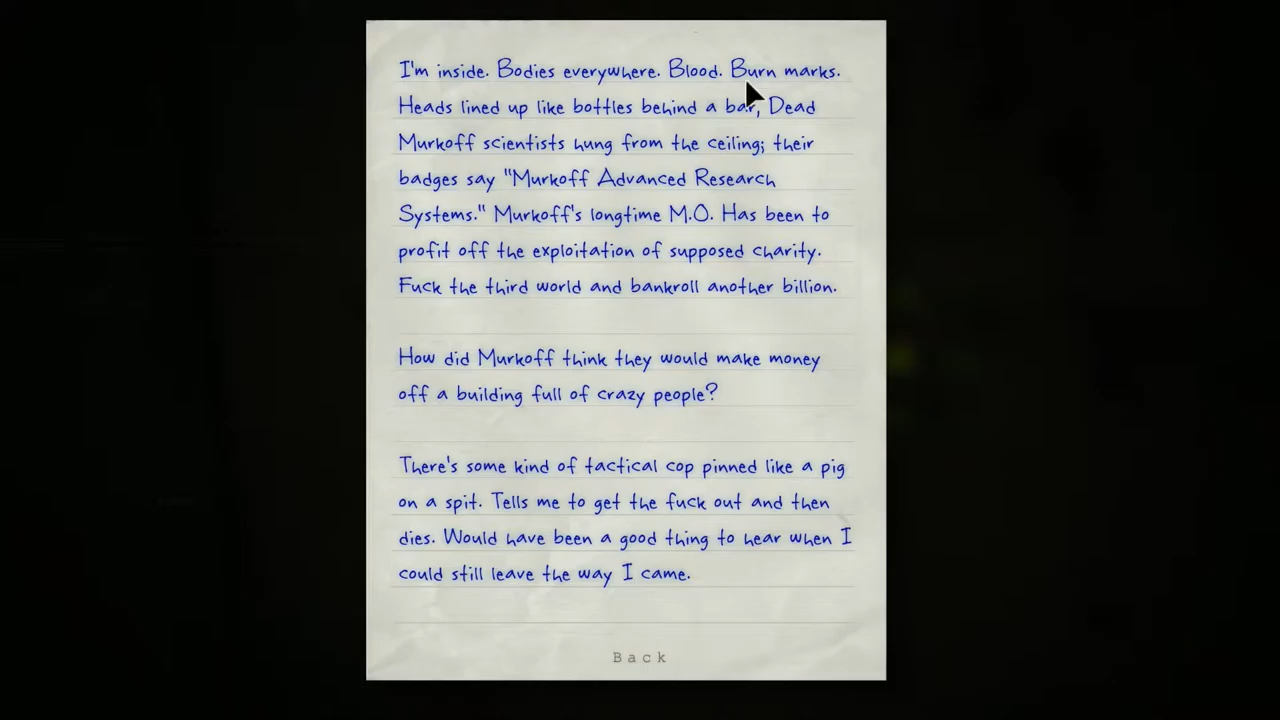 I'm inside. Bodies everywhere. Blood. Burn marks.
Heads lined up like bottles behind a bar, Dead
Murkoff scientists hung from the ceiling; their
badges say "Murkoff Advanced Research
Systems." Murkoff's longtime M.O. Has been to
profit off the exploitation of supposed charity.
Fuck the third world and bankroll another billion.
How did Murkoff think they would make money
off a building full of crazy people?
There's some kind of tactical cop pinned like a pig
on a spit. Tells me to get the fuck out and then
dies. Would have been a good thing to hear when I
could still leave the way I came.
Back